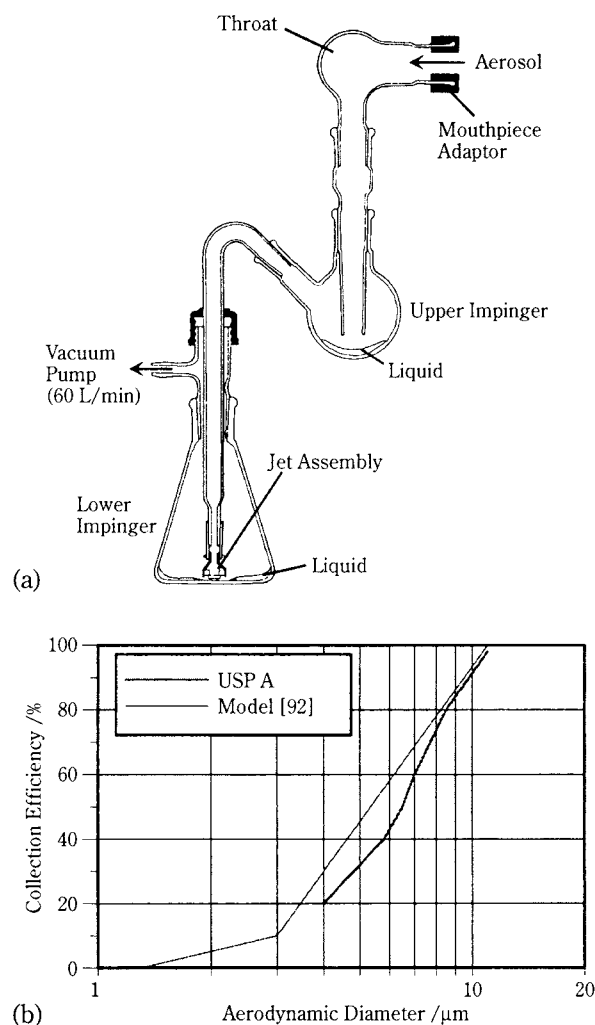 Throat
Aerosol
Mouthpiece
Adaptor
Upper Impinger
Liquid
Vacuum
Pump
(60 L/min)
Jet Assembly
Lower
Impinger
Liquid
(a)
100
80
60
40
20
0
Collection Efficiency /%
USP A
Model [92]
1
10
20
Aerodynamic Diameter /μm
(b)